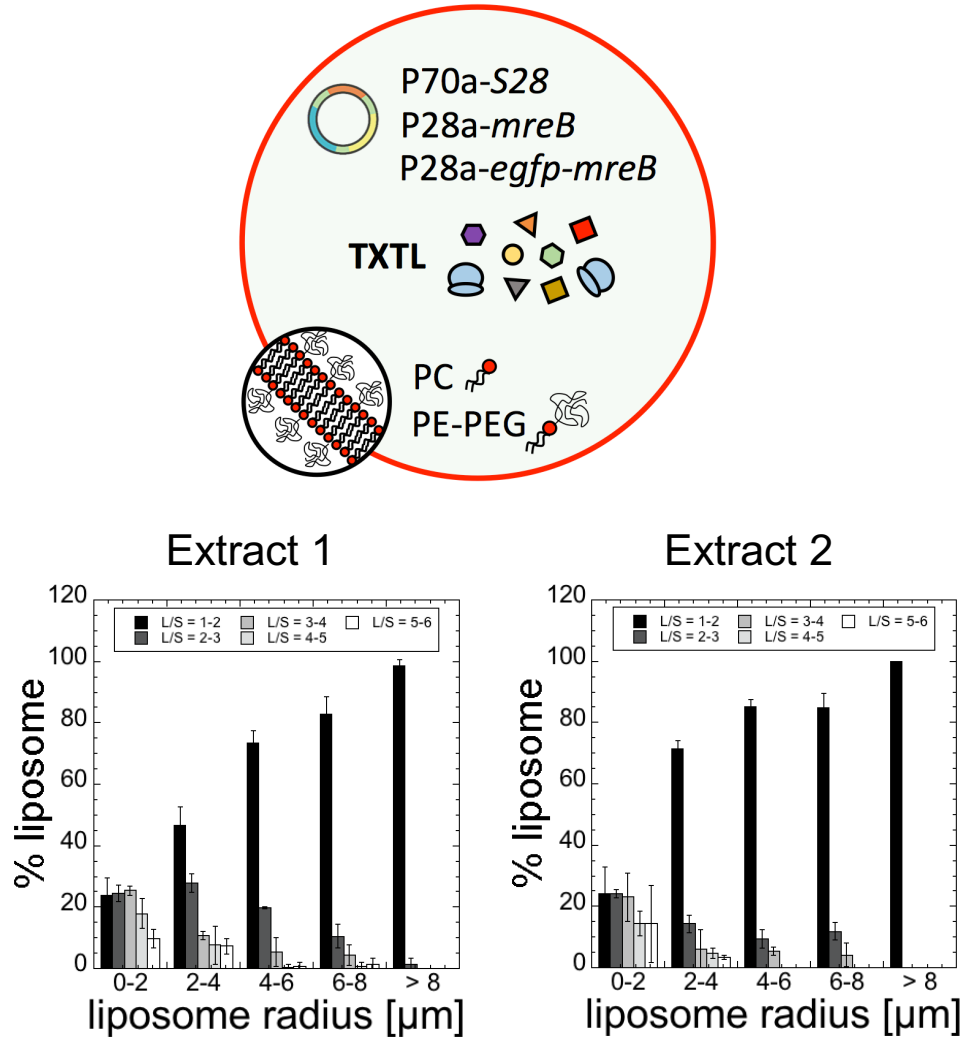 P70a-S28
P28a-mreB
P28a-egfp-mreB
TXTL
PC
PE-PEG
Extract 1
120
100
80
60
40
20
0
% liposome
L/S = 1-2
L/S = 3-4
L/S = 5-6
L/S = 2-3
L/S = 4-5
0-2
2-4
4-6
6-8
> 8
liposome radius [µm]
Extract 2
120
100
80
60
40
20
0
% liposome
L/S = 1-2
L/S = 3-4
L/S = 5-6
L/S = 2-3
L/S = 4-5
0-2
2-4
4-6
6-8
> 8
liposome radius [µm]